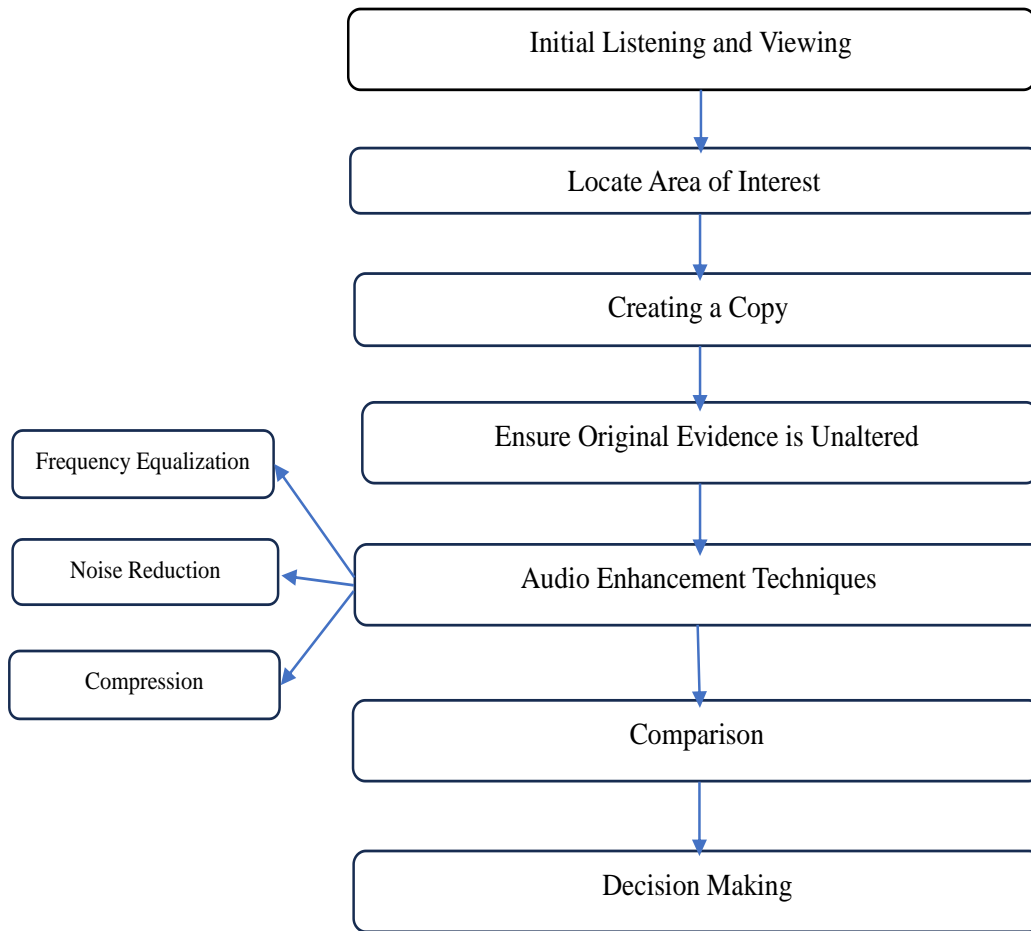 Initial Listening and Viewing
Locate Area of Interest
Creating a Copy
Ensure Original Evidence is Unaltered
Frequency Equalization
Noise Reduction
Audio Enhancement Techniques
Compression
Comparison
Decision Making